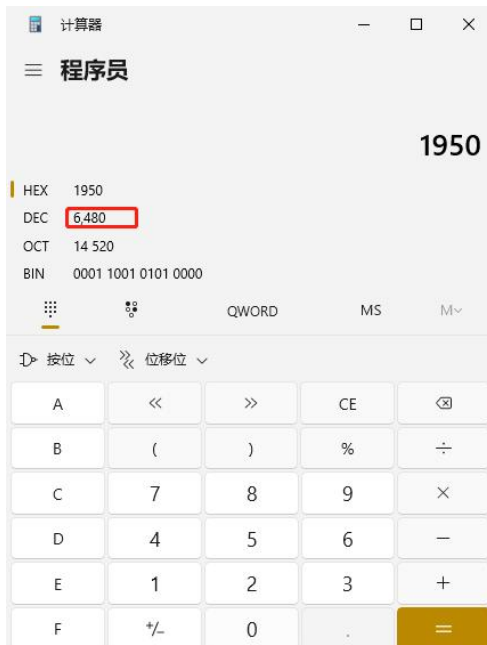 计算器
程序员
1950
HEX 1950
DEC 6,480
OCT 14 520
BIN 0001 1001 0101 0000
QWORD MS M
按位 位移位
A << >> CE
B ( ) % ÷
C 7 8 9 ×
D 4 5 6 −
E 1 2 3 +
F +/− 0 . =